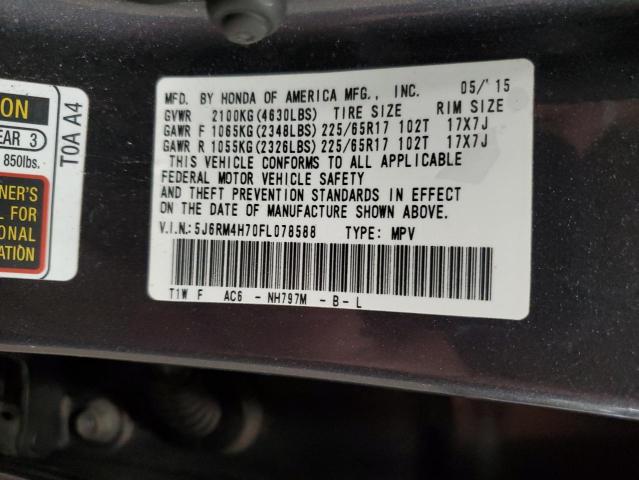 ION
EAR 3
850lbs.
T0A A4
NER'S
L FOR
IONAL
ATION
MFD. BY HONDA OF AMERICA MFG., INC. 05/'15
GVWR 2100KG(4630LBS) TIRE SIZE RIM SIZE
GAWR F 1065KG(2348LBS) 225/65R17 102T 17X7J
GAWR R 1055KG(2326LBS) 225/65R17 102T 17X7J
THIS VEHICLE CONFORMS TO ALL APPLICABLE
FEDERAL MOTOR VEHICLE SAFETY
AND THEFT PREVENTION STANDARDS IN EFFECT
ON THE DATE OF MANUFACTURE SHOWN ABOVE.
V.I.N.:5J6RM4H70FL078588 TYPE: MPV
T1W F AC6 - NH797M - B - L